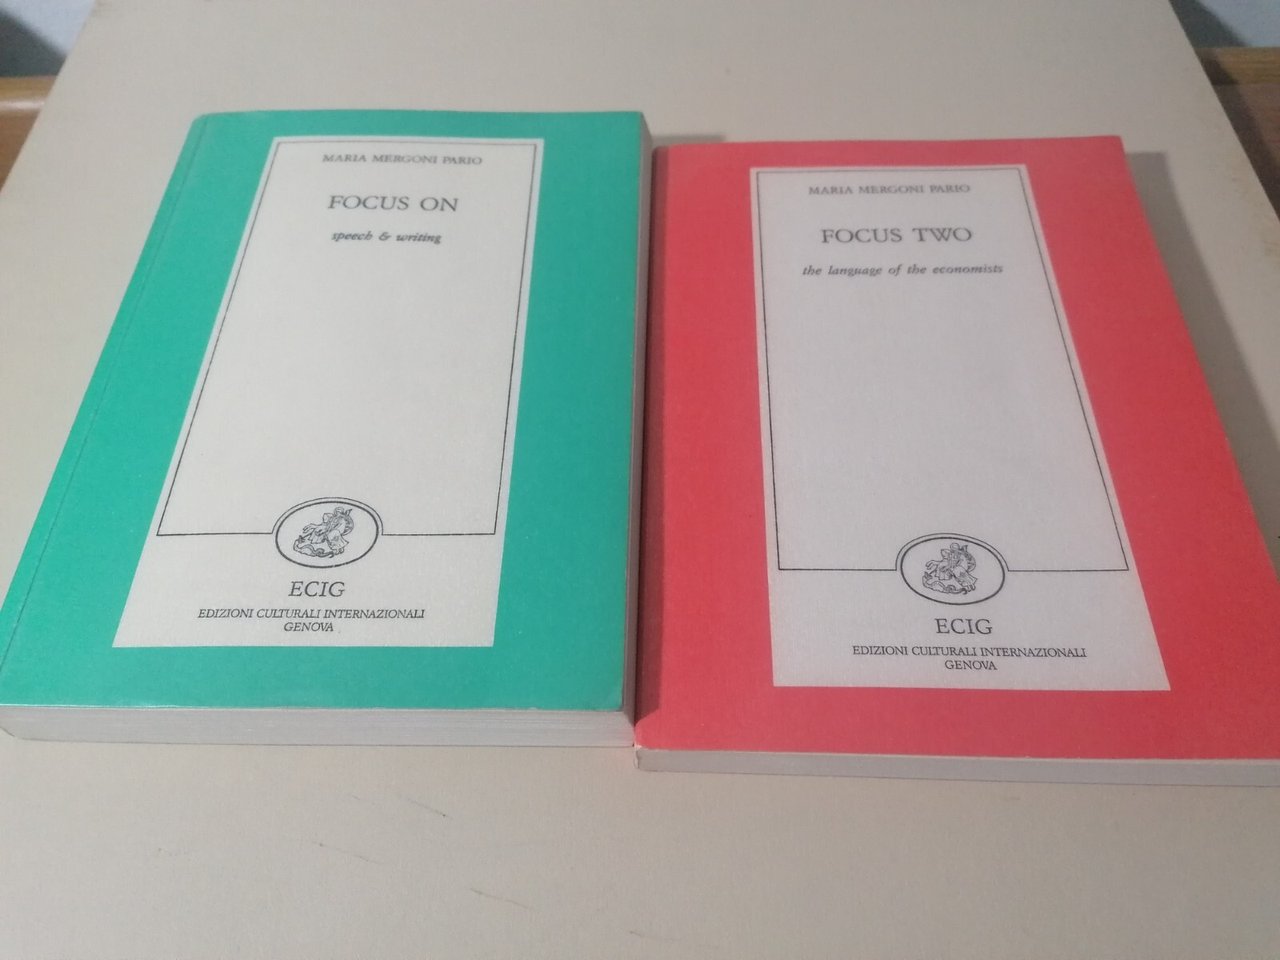 MARIA MERGONI PARIO
FOCUS ON
speech & writing
ECIG
EDIZIONI CULTURALI INTERNAZIONALI
GENOVA
MARIA MERGONI PARIO
FOCUS TWO
the language of the economists
ECIG
EDIZIONI CULTURALI INTERNAZIONALI
GENOVA